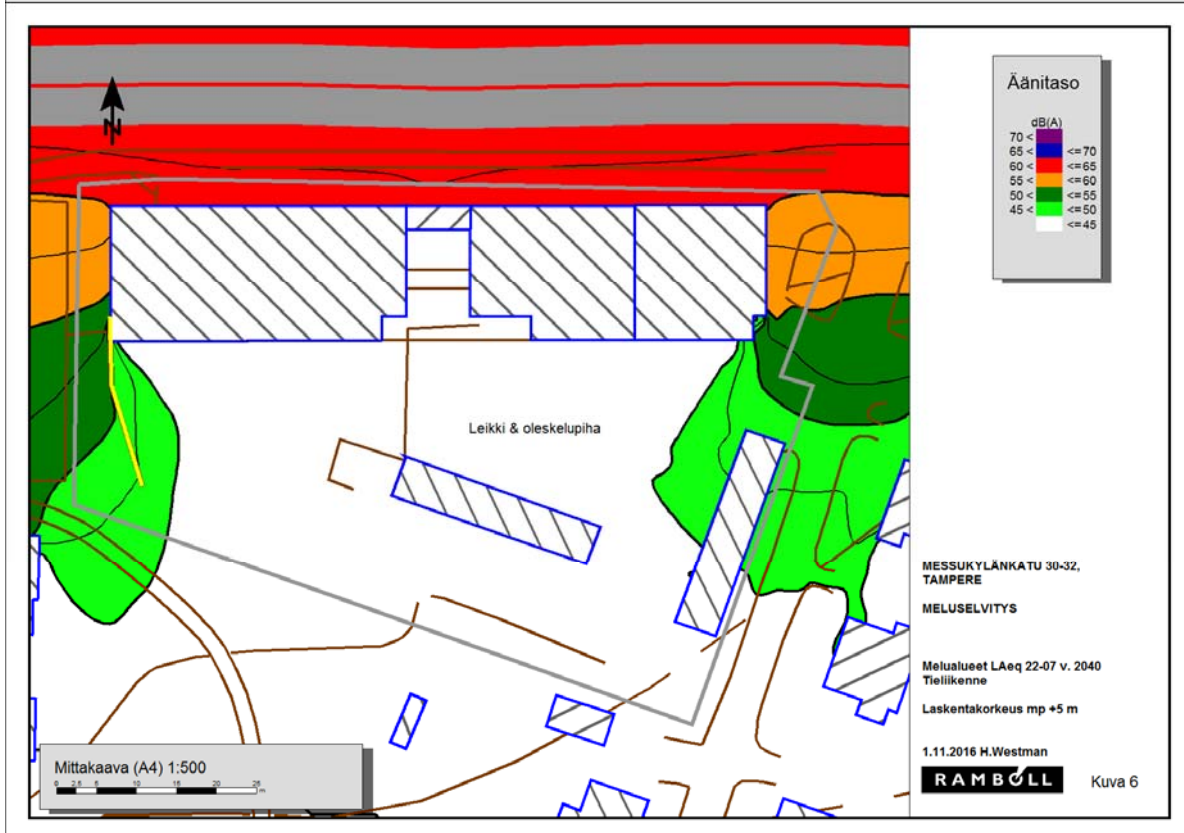 N
Äänitaso
dB(A)
70 <
65 < <=70
60 < <=65
55 < <=60
50 < <=55
45 < <=50
<=45
Leikki & oleskelupiha
MESSUKYLÄNKATU 30-32,
TAMPERE
MELUSELVITYS
Melualueet LAeq 22-07 v. 2040
Tieliikenne
Laskentakorkeus mp +5 m
1.11.2016 H.Westman
RAMBOLL Kuva 6
Mittakaava (A4) 1:500
0 2,5 5 10 15 20 25
m